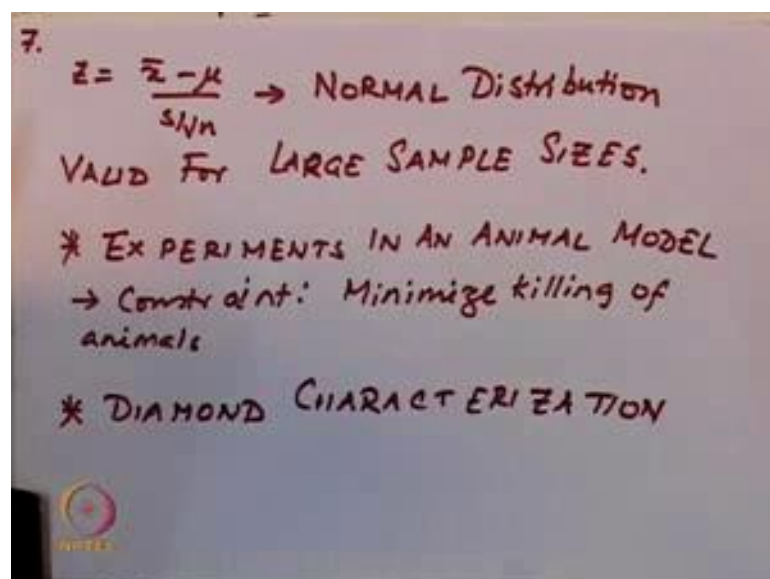 7.
z = x̄ - μ / s/√n → NORMAL Distribution
VALID For LARGE SAMPLE SIZES.
* EXPERIMENTS IN AN ANIMAL MODEL
→ Constraint: Minimize killing of
animals
* DIAMOND CHARACTERIZATION
NPTEL